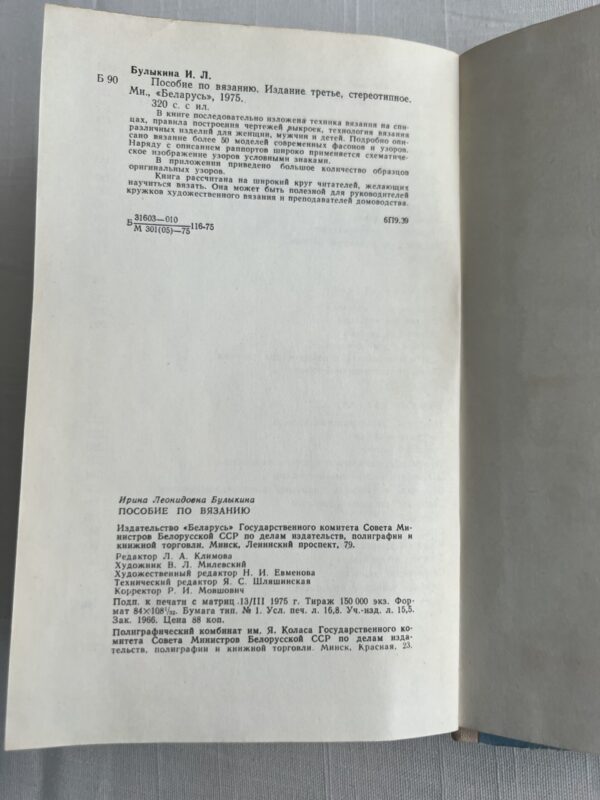 Булыкина И. Л.
Б 90 Пособие по вязанию. Издание третье, стереотипное.
Мн., «Беларусь», 1975.
320 с. с ил.
В книге последовательно изложена техника вязания на спи-
цах, правила построения чертежей выкроек, технология вязания
различных изделий для женщин, мужчин и детей. Подробно опи-
сано вязание более 50 моделей современных фасонов и узоров.
Наряду с описанием раппортов широко применяется схематиче-
ское изображение узоров условными знаками.
В приложении приведено большое количество образцов
оригинальных узоров.
Книга рассчитана на широкий круг читателей, желающих
научиться вязать. Она может быть полезной для руководителей
кружков художественного вязания и преподавателей домоводства.
31603—010
Б 116-75 6П9.39
М 301(05)—75
Ирина Леонидовна Булыкина
ПОСОБИЕ ПО ВЯЗАНИЮ
Издательство «Беларусь» Государственного комитета Совета Ми-
нистров Белорусской ССР по делам издательств, полиграфии и
книжной торговли. Минск, Ленинский проспект, 79.
Редактор Л. А. Климова
Художник В. Л. Милевский
Художественный редактор Н. И. Евменова
Технический редактор Я. С. Шляшинская
Корректор Р. И. Мовшович
Подп. к печати с матриц 13/III 1975 г. Тираж 150 000 экз. Фор-
мат 84×108¹/₃₂. Бумага тип. № 1. Усл. печ. л. 16,8. Уч.-изд. л. 15,5.
Зак. 1966. Цена 88 коп.
Полиграфический комбинат им. Я. Коласа Государственного ко-
митета Совета Министров Белорусской ССР по делам изда-
тельств, полиграфии и книжной торговли. Минск, Красная, 23.